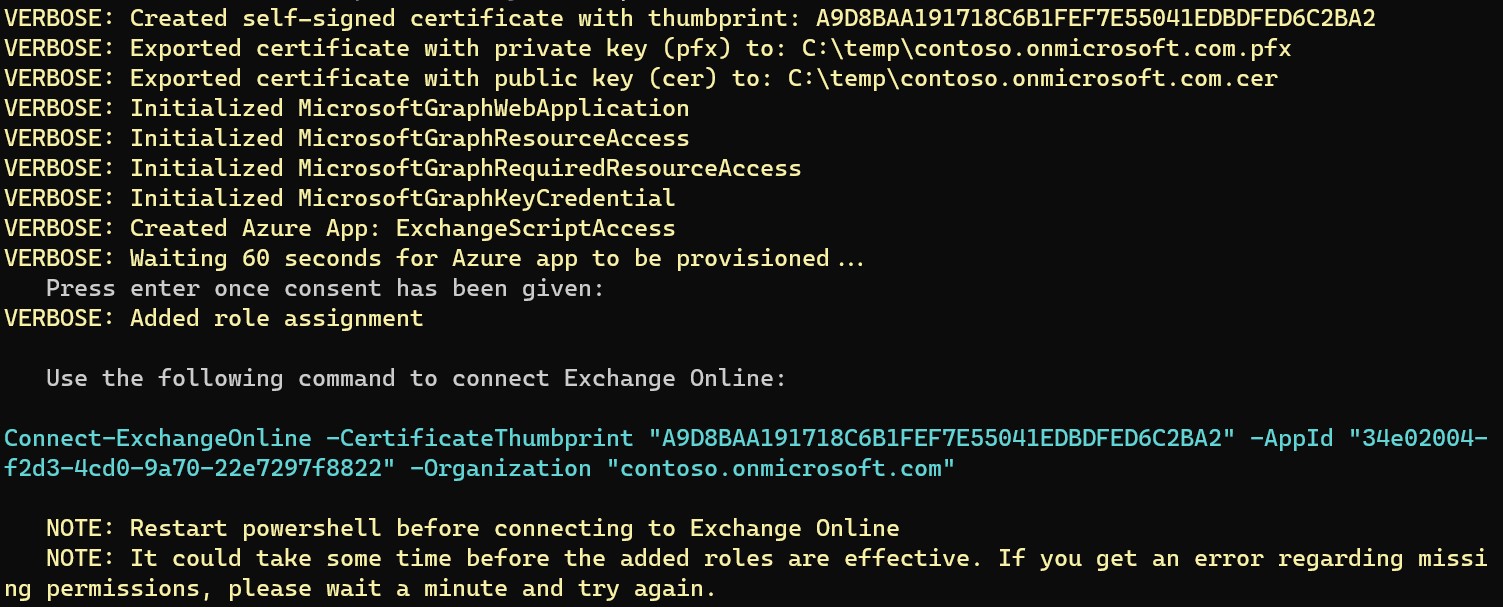 VERBOSE: Created self-signed certificate with thumbprint: A9D8BAA191718C6B1FEF7E55041EDBDFED6C2BA2
VERBOSE: Exported certificate with private key (pfx) to: C:\temp\contoso.onmicrosoft.com.pfx
VERBOSE: Exported certificate with public key (cer) to: C:\temp\contoso.onmicrosoft.com.cer
VERBOSE: Initialized MicrosoftGraphWebApplication
VERBOSE: Initialized MicrosoftGraphResourceAccess
VERBOSE: Initialized MicrosoftGraphRequiredResourceAccess
VERBOSE: Initialized MicrosoftGraphKeyCredential
VERBOSE: Created Azure App: ExchangeScriptAccess
VERBOSE: Waiting 60 seconds for Azure app to be provisioned...
Press enter once consent has been given:
VERBOSE: Added role assignment
Use the following command to connect Exchange Online:
Connect-ExchangeOnline -CertificateThumbprint "A9D8BAA191718C6B1FEF7E55041EDBDFED6C2BA2" -AppId "34e02004-
f2d3-4cd0-9a70-22e7297f8822" -Organization "contoso.onmicrosoft.com"
NOTE: Restart powershell before connecting to Exchange Online
NOTE: It could take some time before the added roles are effective. If you get an error regarding missi
ng permissions, please wait a minute and try again.